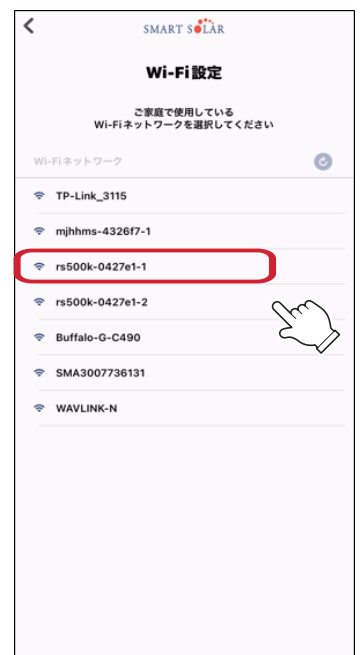 SMART SOLAR
Wi-Fi設定
ご家庭で使用している
Wi-Fiネットワークを選択してください
Wi-Fiネットワーク
TP-Link_3115
mjhhms-4326f7-1
rs500k-0427e1-1
rs500k-0427e1-2
Buffalo-G-C490
SMA3007736131
WAVLINK-N